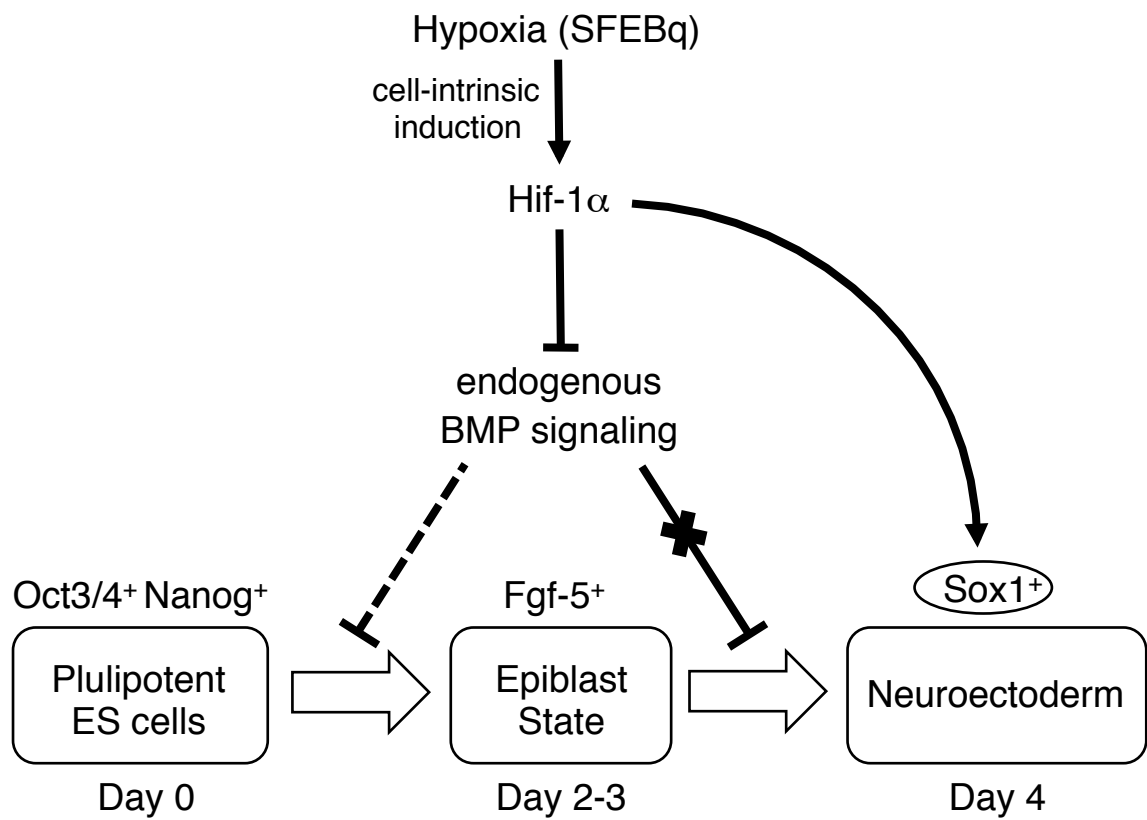 Hypoxia (SFEBq)
cell-intrinsic
induction
Hif-1α
endogenous
BMP signaling
Oct3/4⁺ Nanog⁺
Fgf-5⁺
Sox1⁺
Plulipotent
ES cells
Epiblast
State
Neuroectoderm
Day 0
Day 2-3
Day 4